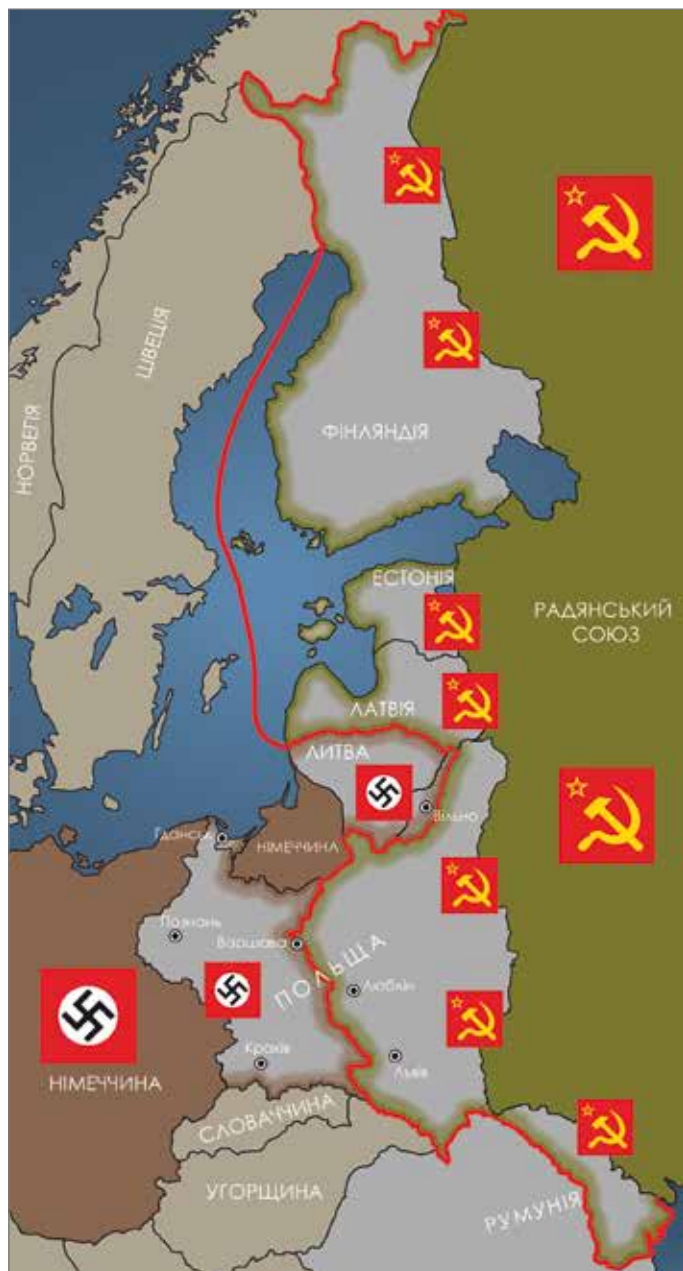 НОРВЕГІЯ
ШВЕЦІЯ
ФІНЛЯНДІЯ
ЕСТОНІЯ
РАДЯНСЬКИЙ
СОЮЗ
ЛАТВІЯ
ЛИТВА
Вільно
Гданськ
НІМЕЧЧИНА
Познань
Варшава
ПОЛЬЩА
Люблін
Краків
Львів
НІМЕЧЧИНА
СЛОВАЧЧИНА
УГОРЩИНА
РУМУНІЯ